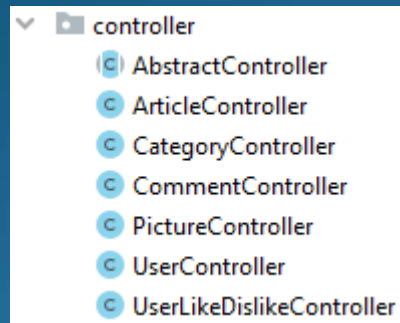 controller
C AbstractController
C ArticleController
C CategoryController
C CommentController
C PictureController
C UserController
C UserLikeDislikeController